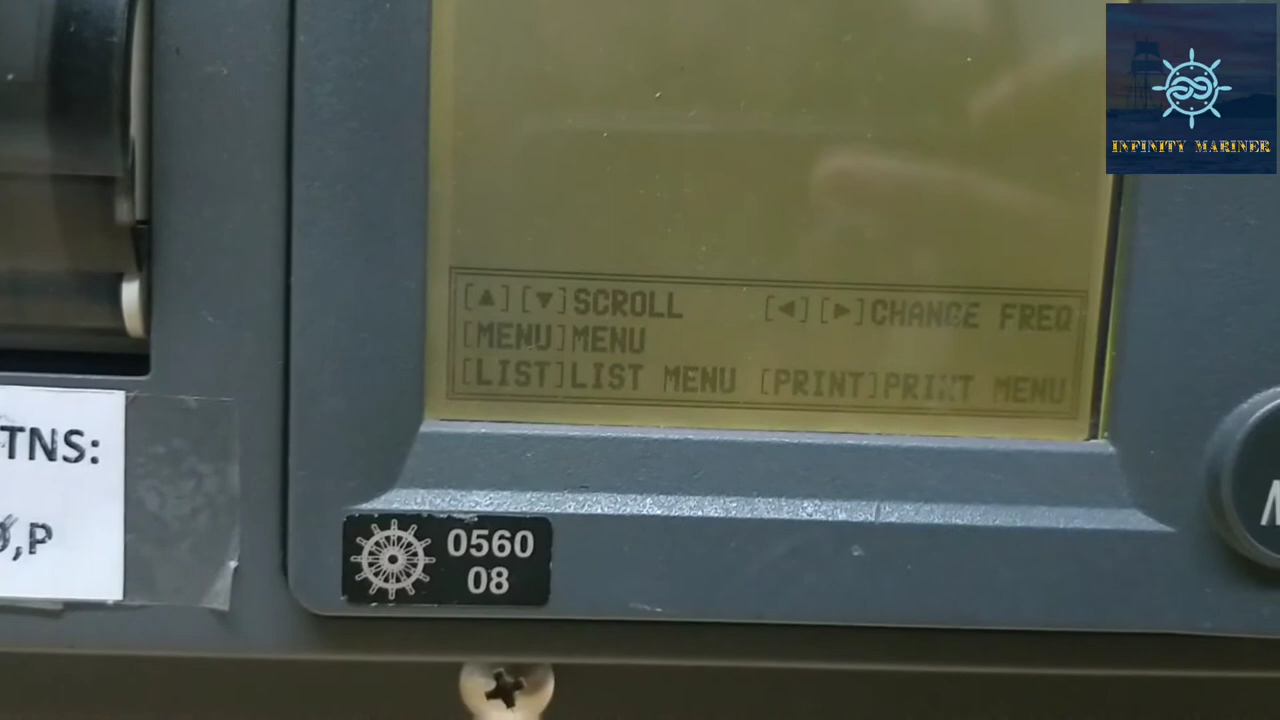 INFINITY MARINER
[▲][▼]SCROLL [◀][▶]CHANGE FREQ
[MENU]MENU
[LIST]LIST MENU [PRINT]PRINT MENU
TNS:
,P
0560
08